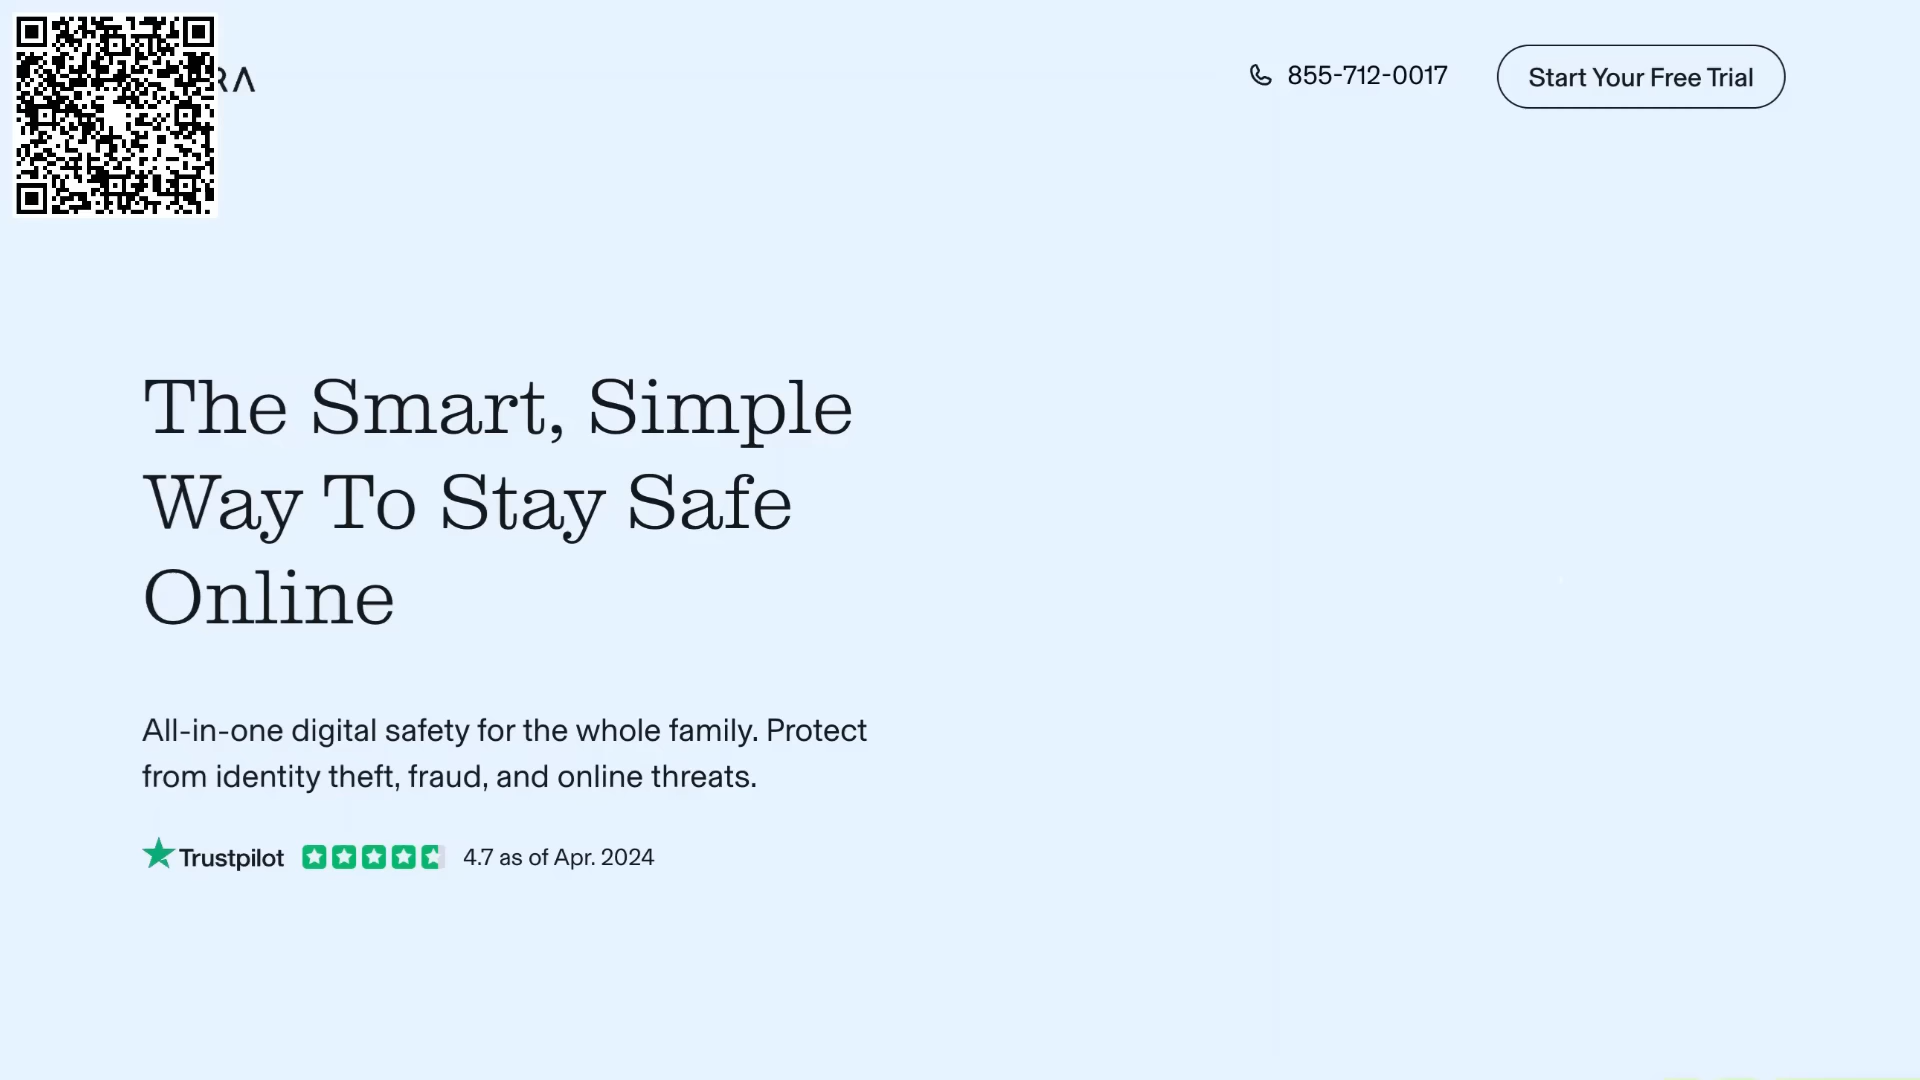 RA
855-712-0017
Start Your Free Trial
The Smart, Simple
Way To Stay Safe
Online
All-in-one digital safety for the whole family. Protect
from identity theft, fraud, and online threats.
Trustpilot 4.7 as of Apr. 2024